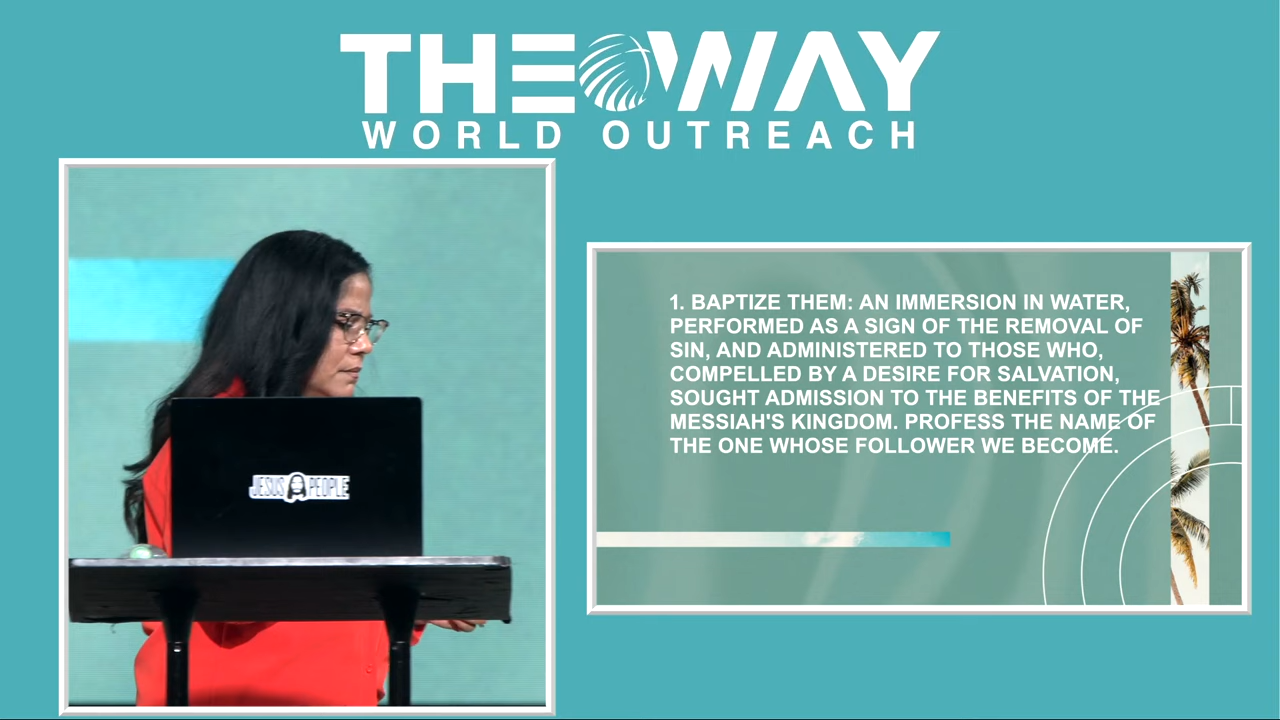 THE WAY
WORLD OUTREACH
JESUS PEOPLE
1. BAPTIZE THEM: AN IMMERSION IN WATER,
PERFORMED AS A SIGN OF THE REMOVAL OF
SIN, AND ADMINISTERED TO THOSE WHO,
COMPELLED BY A DESIRE FOR SALVATION,
SOUGHT ADMISSION TO THE BENEFITS OF THE
MESSIAH'S KINGDOM. PROFESS THE NAME OF
THE ONE WHOSE FOLLOWER WE BECOME.